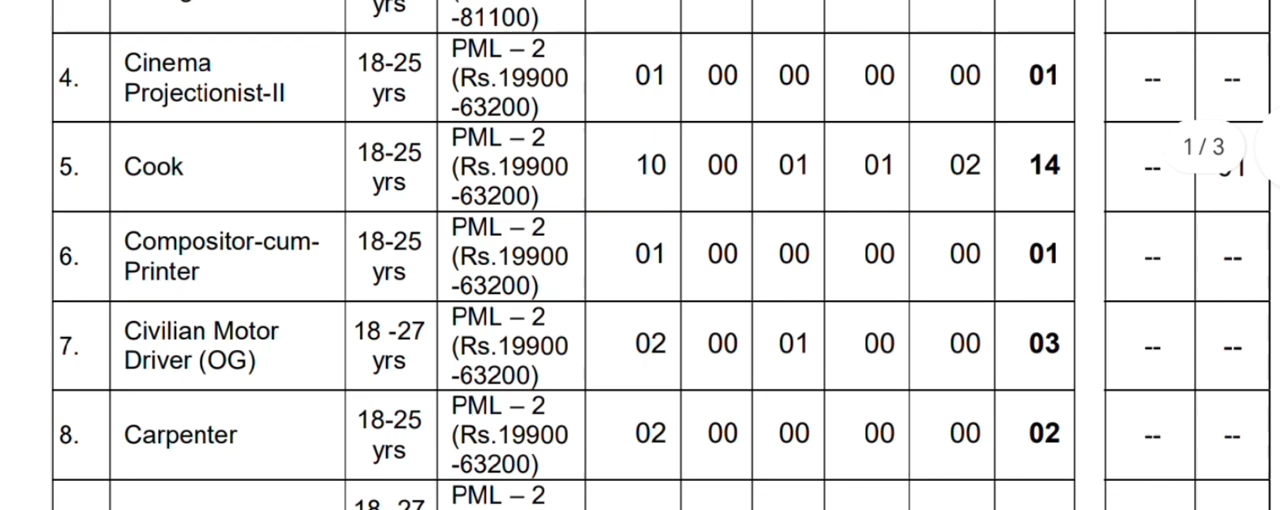 yrs
-81100)
4. Cinema Projectionist-II 18-25 yrs PML – 2 (Rs.19900 -63200) 01 00 00 00 00 01 -- --
5. Cook 18-25 yrs PML – 2 (Rs.19900 -63200) 10 00 01 01 02 14 --
1 / 3
6. Compositor-cum-Printer 18-25 yrs PML – 2 (Rs.19900 -63200) 01 00 00 00 00 01 -- --
7. Civilian Motor Driver (OG) 18 -27 yrs PML – 2 (Rs.19900 -63200) 02 00 01 00 00 03 -- --
8. Carpenter 18-25 yrs PML – 2 (Rs.19900 -63200) 02 00 00 00 00 02 -- --
18 -27 PML – 2